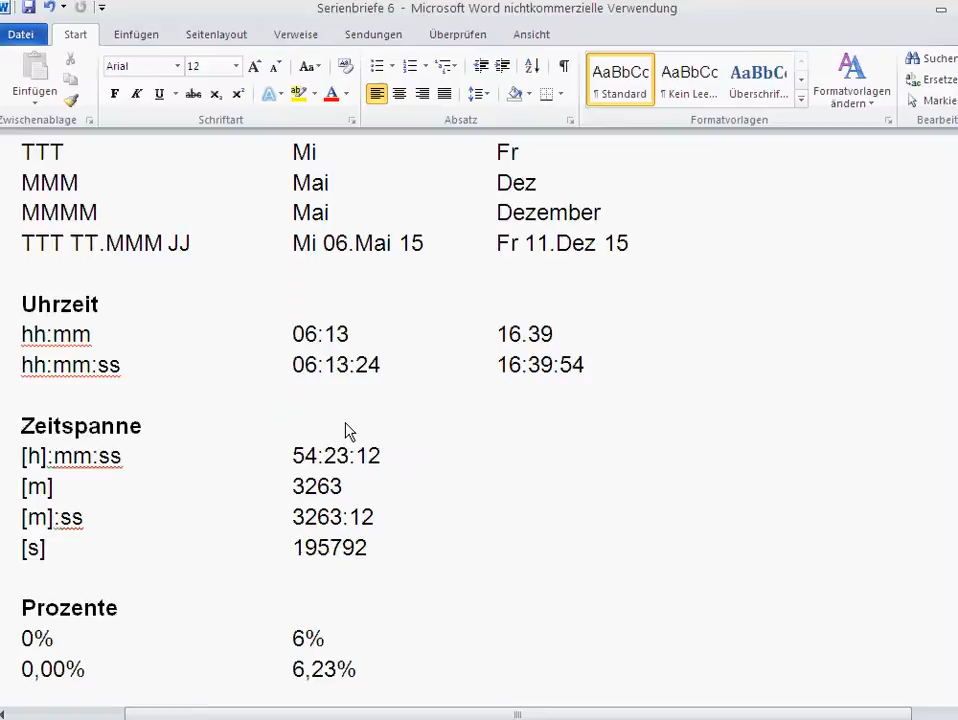 Serienbriefe 6 - Microsoft Word nichtkommerzielle Verwendung
Datei Start Einfügen Seitenlayout Verweise Sendungen Überprüfen Ansicht
Einfügen
Zwischenablage
Arial 12
F K U abc x₂ x²
Schriftart
Absatz
AaBbCc AaBbCc AaBbC
¶ Standard ¶ Kein Lee... Überschrif...
Formatvorlagen ändern
Formatvorlagen
Suchen
Ersetze
Markie
Bearbeit
TTT Mi Fr
MMM Mai Dez
MMMM Mai Dezember
TTT TT.MMM JJ Mi 06.Mai 15 Fr 11.Dez 15
Uhrzeit
hh:mm 06:13 16.39
hh:mm:ss 06:13:24 16:39:54
Zeitspanne
[h]:mm:ss 54:23:12
[m] 3263
[m]:ss 3263:12
[s] 195792
Prozente
0% 6%
0,00% 6,23%